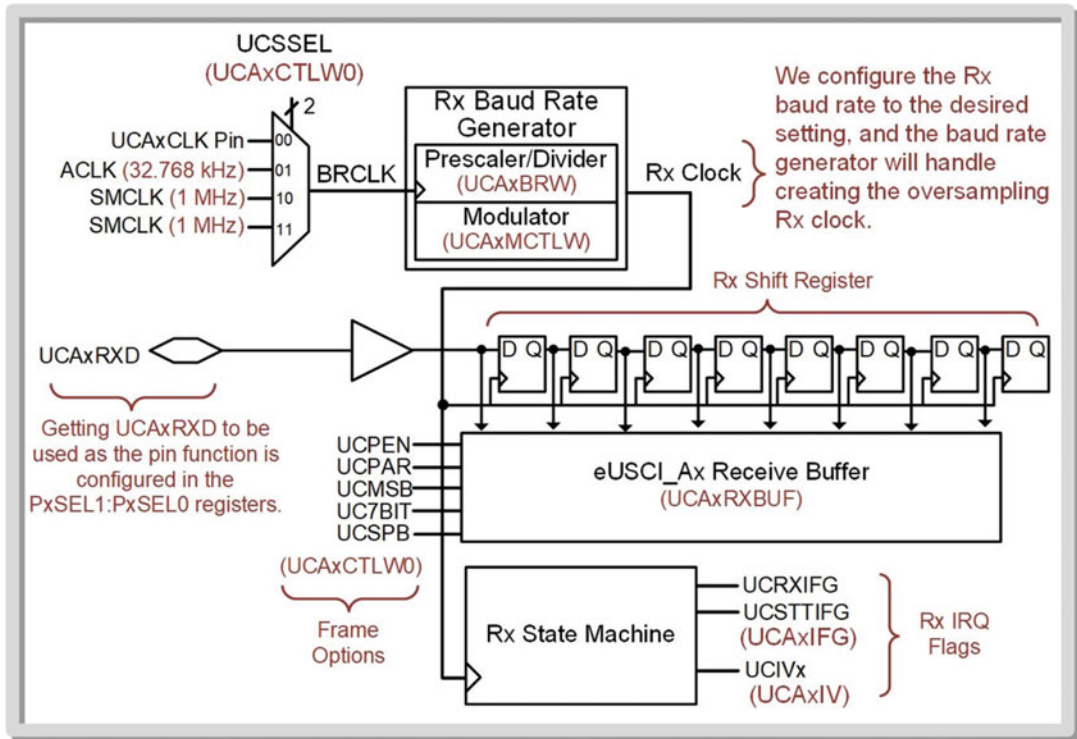 UCSSEL
(UCAxCTLW0)
2
UCAxCLK Pin
00
ACLK (32.768 kHz)
01
SMCLK (1 MHz)
10
SMCLK (1 MHz)
11
BRCLK
Rx Baud Rate
Generator
Prescaler/Divider
(UCAxBRW)
Modulator
(UCAxMCTLW)
Rx Clock
We configure the Rx
baud rate to the desired
setting, and the baud rate
generator will handle
creating the oversampling
Rx clock.
Rx Shift Register
UCAxRXD
D Q
D Q
D Q
D Q
D Q
D Q
D Q
D Q
Getting UCAxRXD to be
used as the pin function is
configured in the
PxSEL1:PxSEL0 registers.
UCPEN
UCPAR
UCMSB
UC7BIT
UCSPB
(UCAxCTLW0)
Frame
Options
eUSCI_Ax Receive Buffer
(UCAxRXBUF)
Rx State Machine
UCRXIFG
UCSTTIFG
(UCAxIFG)
UCIVx
(UCAxIV)
Rx IRQ
Flags